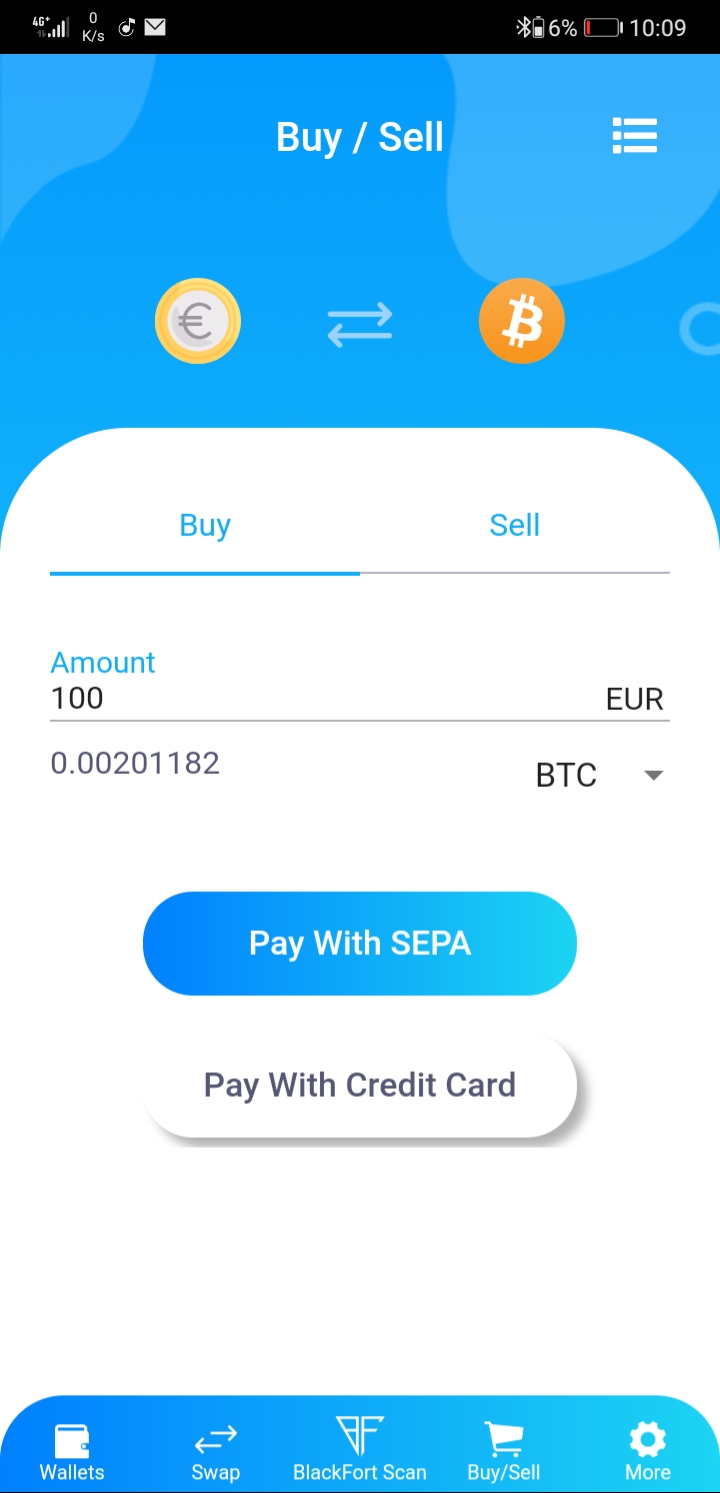 4G+ 0 K/s 6% 10:09
Buy / Sell
Buy Sell
Amount
100 EUR
0.00201182 BTC
Pay With SEPA
Pay With Credit Card
Wallets Swap BlackFort Scan Buy/Sell More